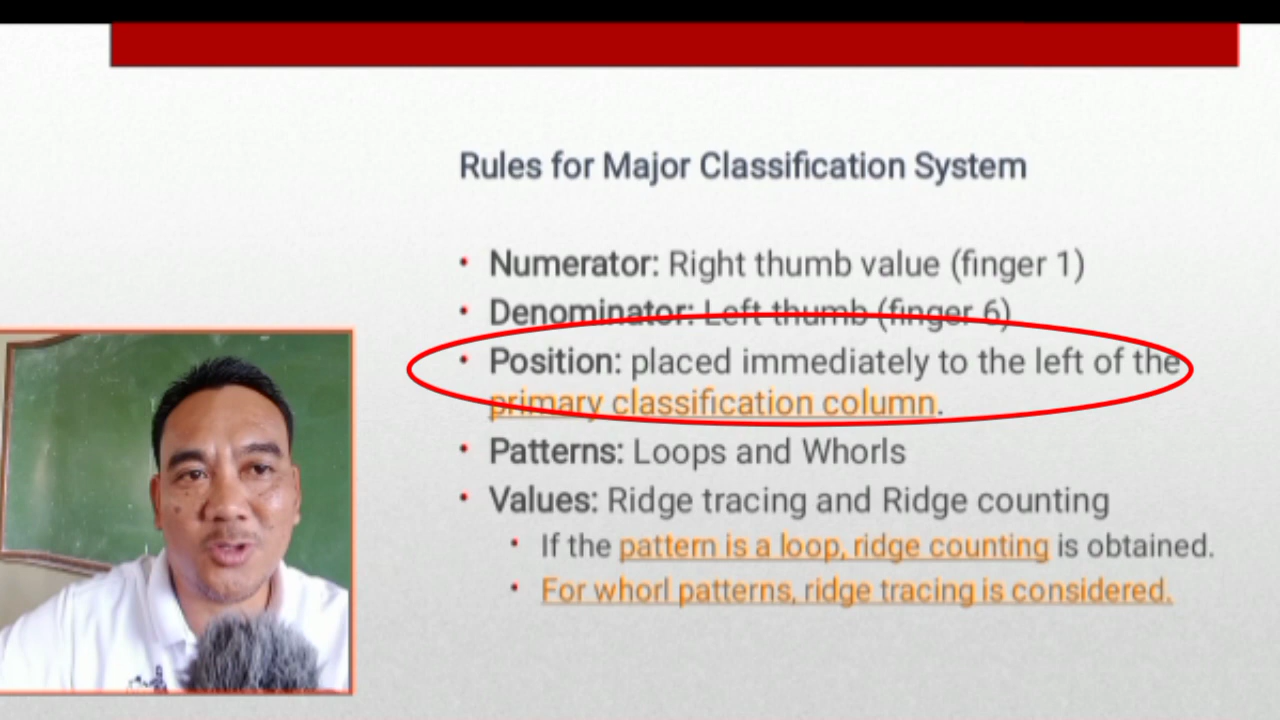 Rules for Major Classification System
• Numerator: Right thumb value (finger 1)
• Denominator: Left thumb (finger 6)
• Position: placed immediately to the left of the
primary classification column.
• Patterns: Loops and Whorls
• Values: Ridge tracing and Ridge counting
• If the pattern is a loop, ridge counting is obtained.
• For whorl patterns, ridge tracing is considered.